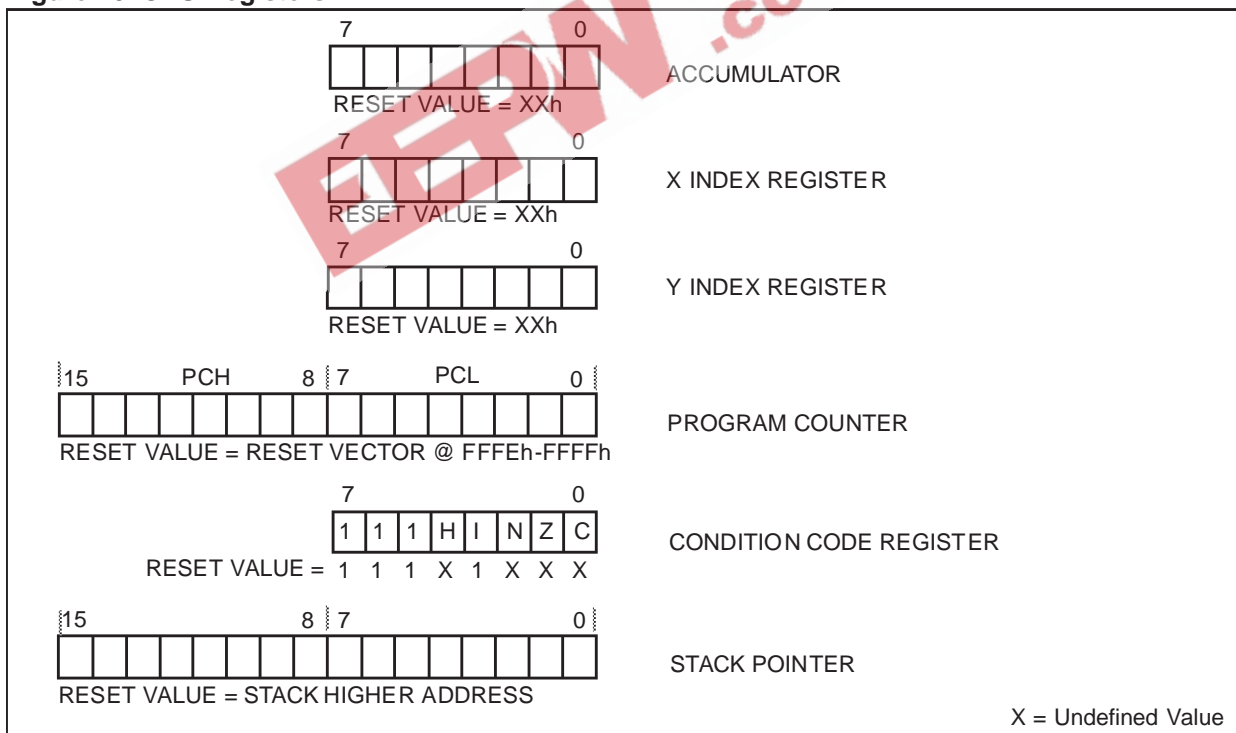 7 0
ACCUMULATOR
RESET VALUE = XXh
7 0
X INDEX REGISTER
RESET VALUE = XXh
7 0
Y INDEX REGISTER
RESET VALUE = XXh
15 PCH 8 7 PCL 0
PROGRAM COUNTER
RESET VALUE = RESET VECTOR @ FFFEh-FFFFh
7 0
1 1 1 H I N Z C
CONDITION CODE REGISTER
RESET VALUE = 1 1 1 X 1 X X X
15 8 7 0
STACK POINTER
RESET VALUE = STACK HIGHER ADDRESS
X = Undefined Value
EEPW .co